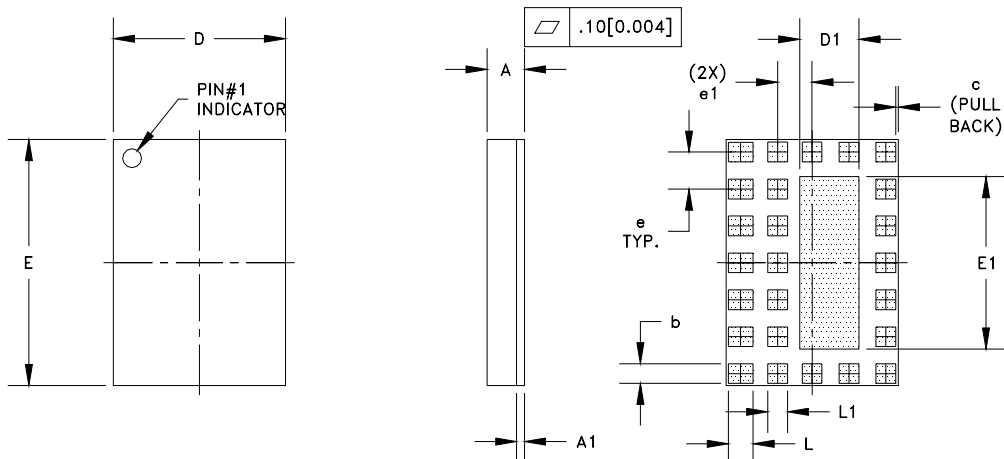 D
PIN#1
INDICATOR
E
A
.10[0.004]
A1
D1
(2X)
e1
c
(PULL
BACK)
e
TYP.
E1
b
L1
L